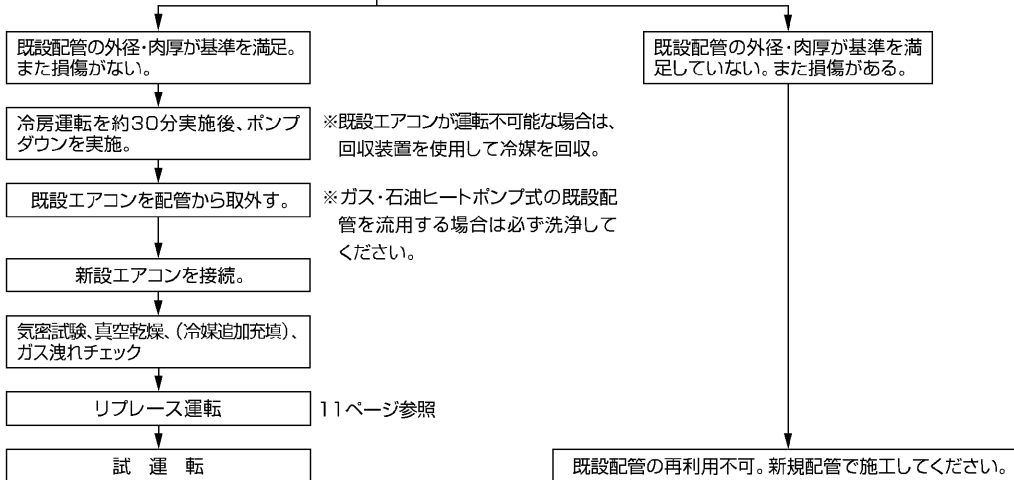 既設配管の外径・肉厚が基準を満足。
また損傷がない。
冷房運転を約30分実施後、ポンプ
ダウンを実施。
※既設エアコンが運転不可能な場合は、
回収装置を使用して冷媒を回収。
既設エアコンを配管から取外す。
※ガス・石油ヒートポンプ式の既設配
管を流用する場合は必ず洗浄して
ください。
新設エアコンを接続。
気密試験、真空乾燥、(冷媒追加充填)、
ガス洩れチェック
リプレース運転
11ページ参照
試 運 転
既設配管の外径・肉厚が基準を満
足していない。また損傷がある。
既設配管の再利用不可。新規配管で施工してください。